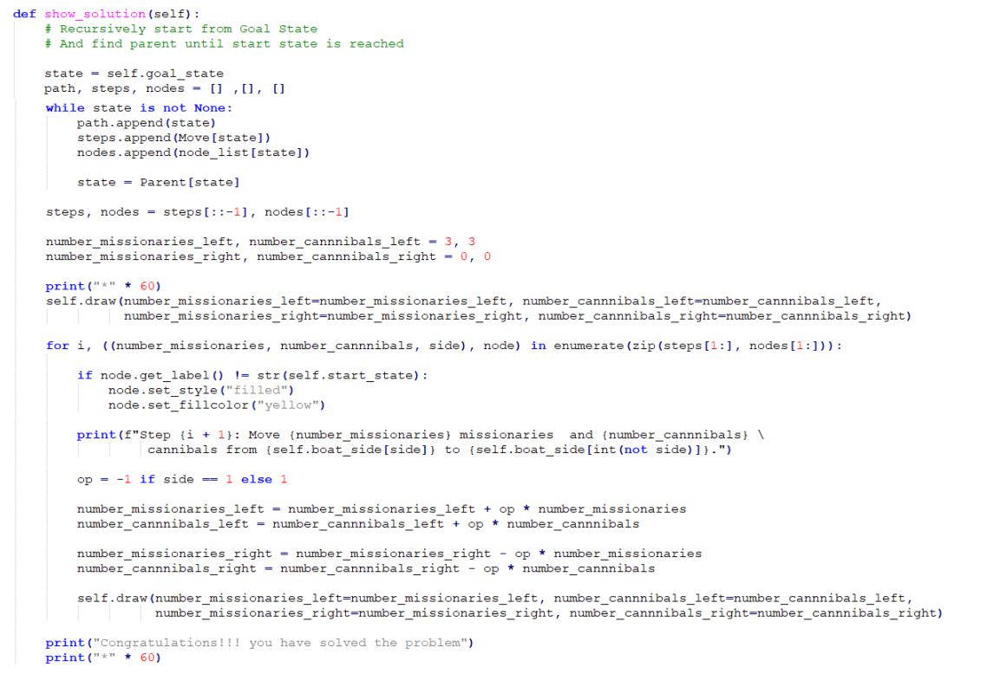 def show_solution(self):
    # Recursively start from Goal State
    # And find parent until start state is reached

    state = self.goal_state
    path, steps, nodes = [] ,[], []
    while state is not None:
        path.append(state)
        steps.append(Move[state])
        nodes.append(node_list[state])

        state = Parent[state]

    steps, nodes = steps[::-1], nodes[::-1]

    number_missionaries_left, number_cannnibals_left = 3, 3
    number_missionaries_right, number_cannnibals_right = 0, 0

    print("*" * 60)
    self.draw(number_missionaries_left=number_missionaries_left, number_cannnibals_left=number_cannnibals_left,
              number_missionaries_right=number_missionaries_right, number_cannnibals_right=number_cannnibals_right)

    for i, ((number_missionaries, number_cannnibals, side), node) in enumerate(zip(steps[1:], nodes[1:])):

        if node.get_label() != str(self.start_state):
            node.set_style("filled")
            node.set_fillcolor("yellow")

        print(f"Step {i + 1}: Move {number_missionaries} missionaries  and {number_cannnibals} \
                 cannibals from {self.boat_side[side]} to {self.boat_side[int(not side)]}.")

        op = -1 if side == 1 else 1

        number_missionaries_left = number_missionaries_left + op * number_missionaries
        number_cannnibals_left = number_cannnibals_left + op * number_cannnibals

        number_missionaries_right = number_missionaries_right - op * number_missionaries
        number_cannnibals_right = number_cannnibals_right - op * number_cannnibals

        self.draw(number_missionaries_left=number_missionaries_left, number_cannnibals_left=number_cannnibals_left,
                  number_missionaries_right=number_missionaries_right, number_cannnibals_right=number_cannnibals_right)

    print("Congratulations!!! you have solved the problem")
    print("*" * 60)